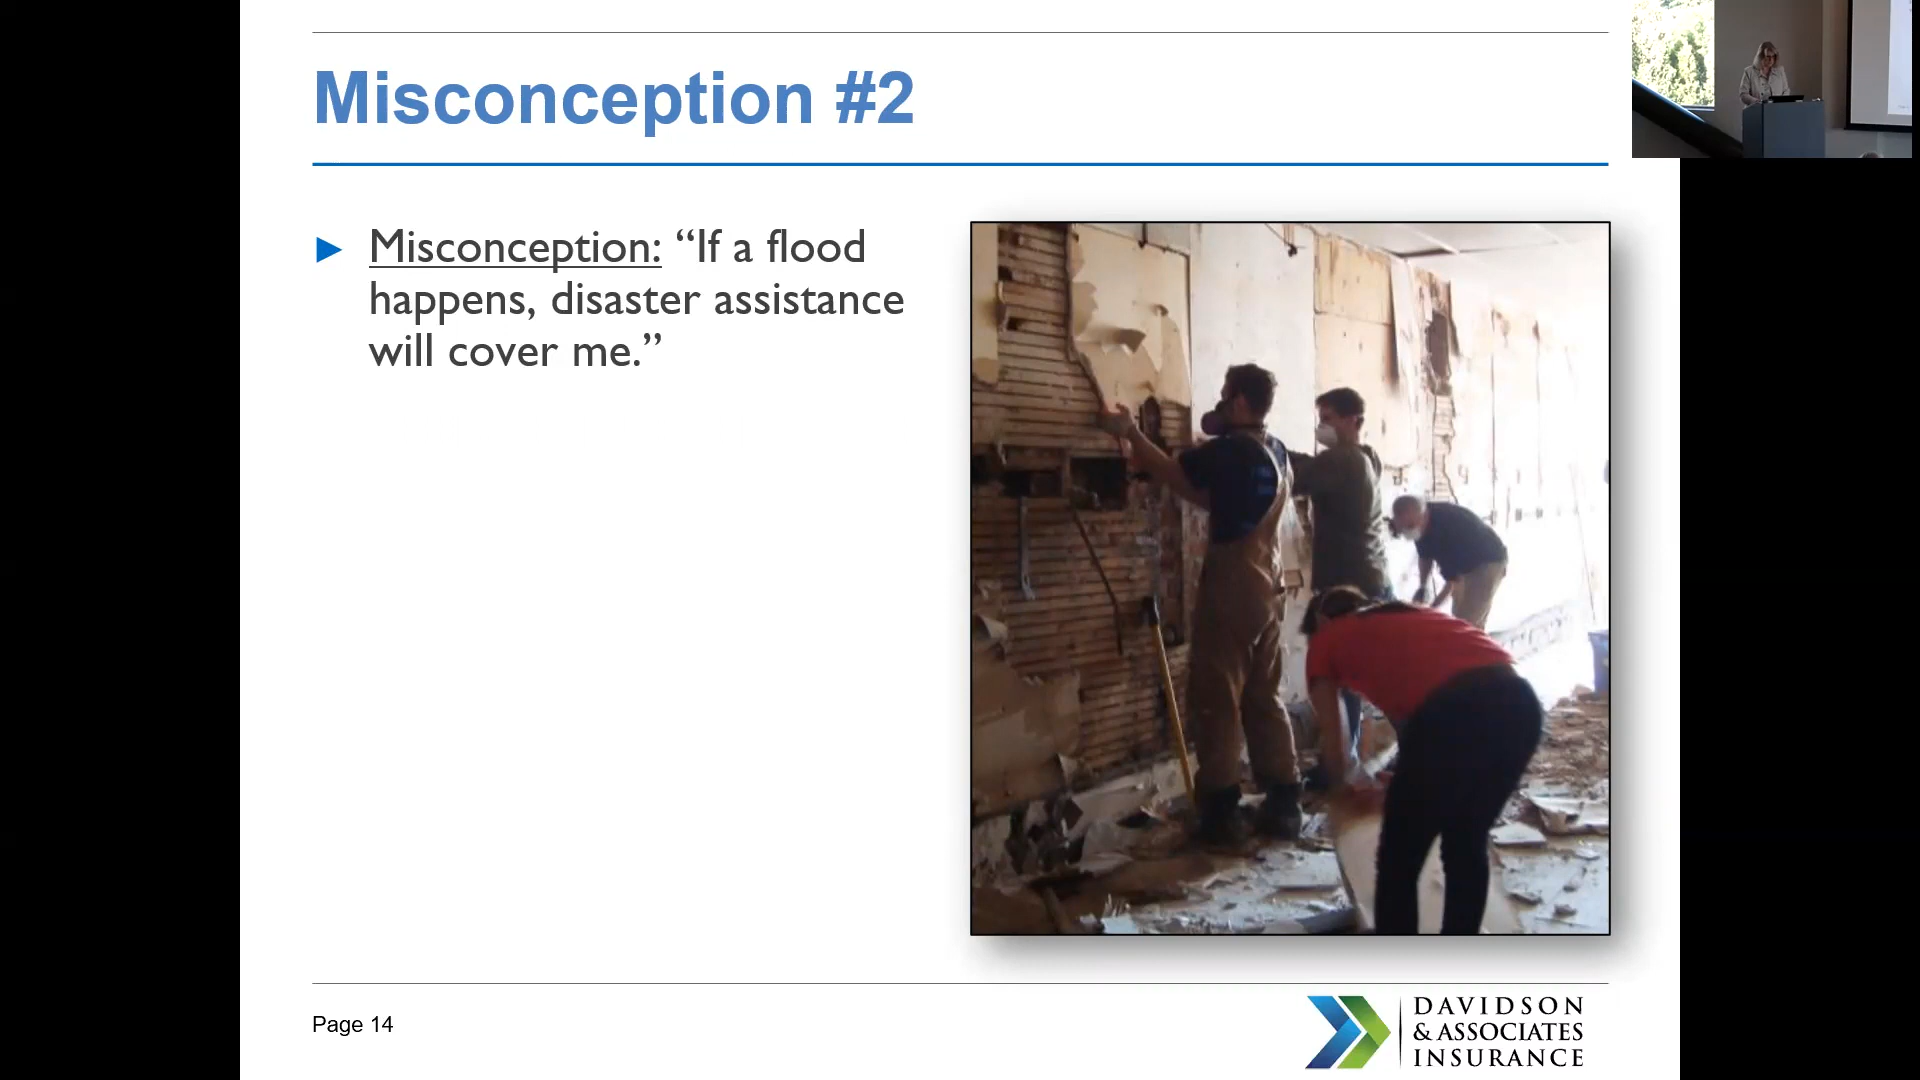 Misconception #2
► Misconception: “If a flood
happens, disaster assistance
will cover me.”
Page 14
DAVIDSON
& ASSOCIATES
INSURANCE